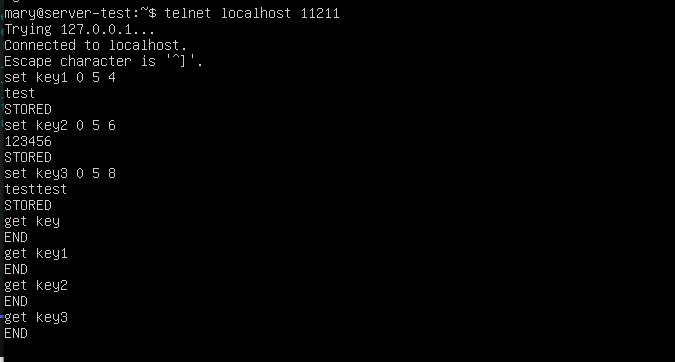 mary@server-test:~$ telnet localhost 11211
Trying 127.0.0.1...
Connected to localhost.
Escape character is '^]'.
set key1 0 5 4
test
STORED
set key2 0 5 6
123456
STORED
set key3 0 5 8
testtest
STORED
get key
END
get key1
END
get key2
END
get key3
END